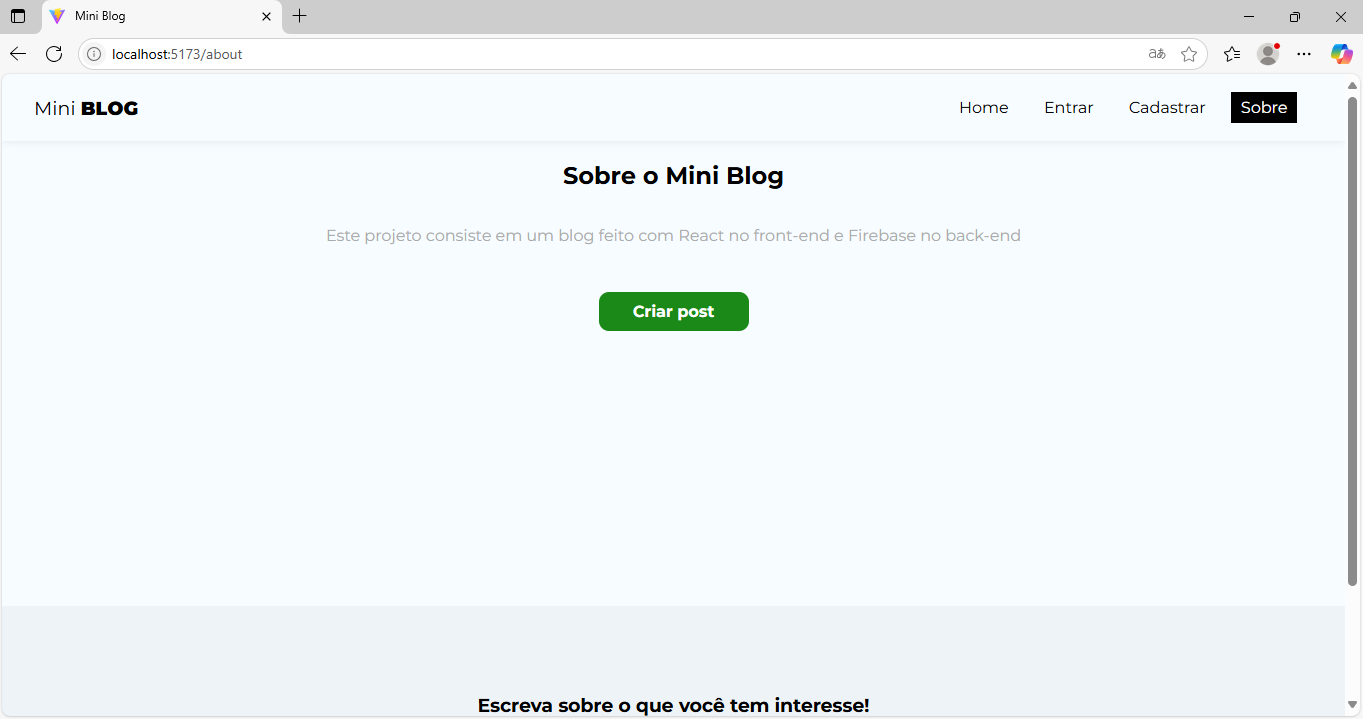 Mini Blog
localhost:5173/about
Mini BLOG
Home Entrar Cadastrar Sobre
Sobre o Mini Blog
Este projeto consiste em um blog feito com React no front-end e Firebase no back-end
Criar post
Escreva sobre o que você tem interesse!